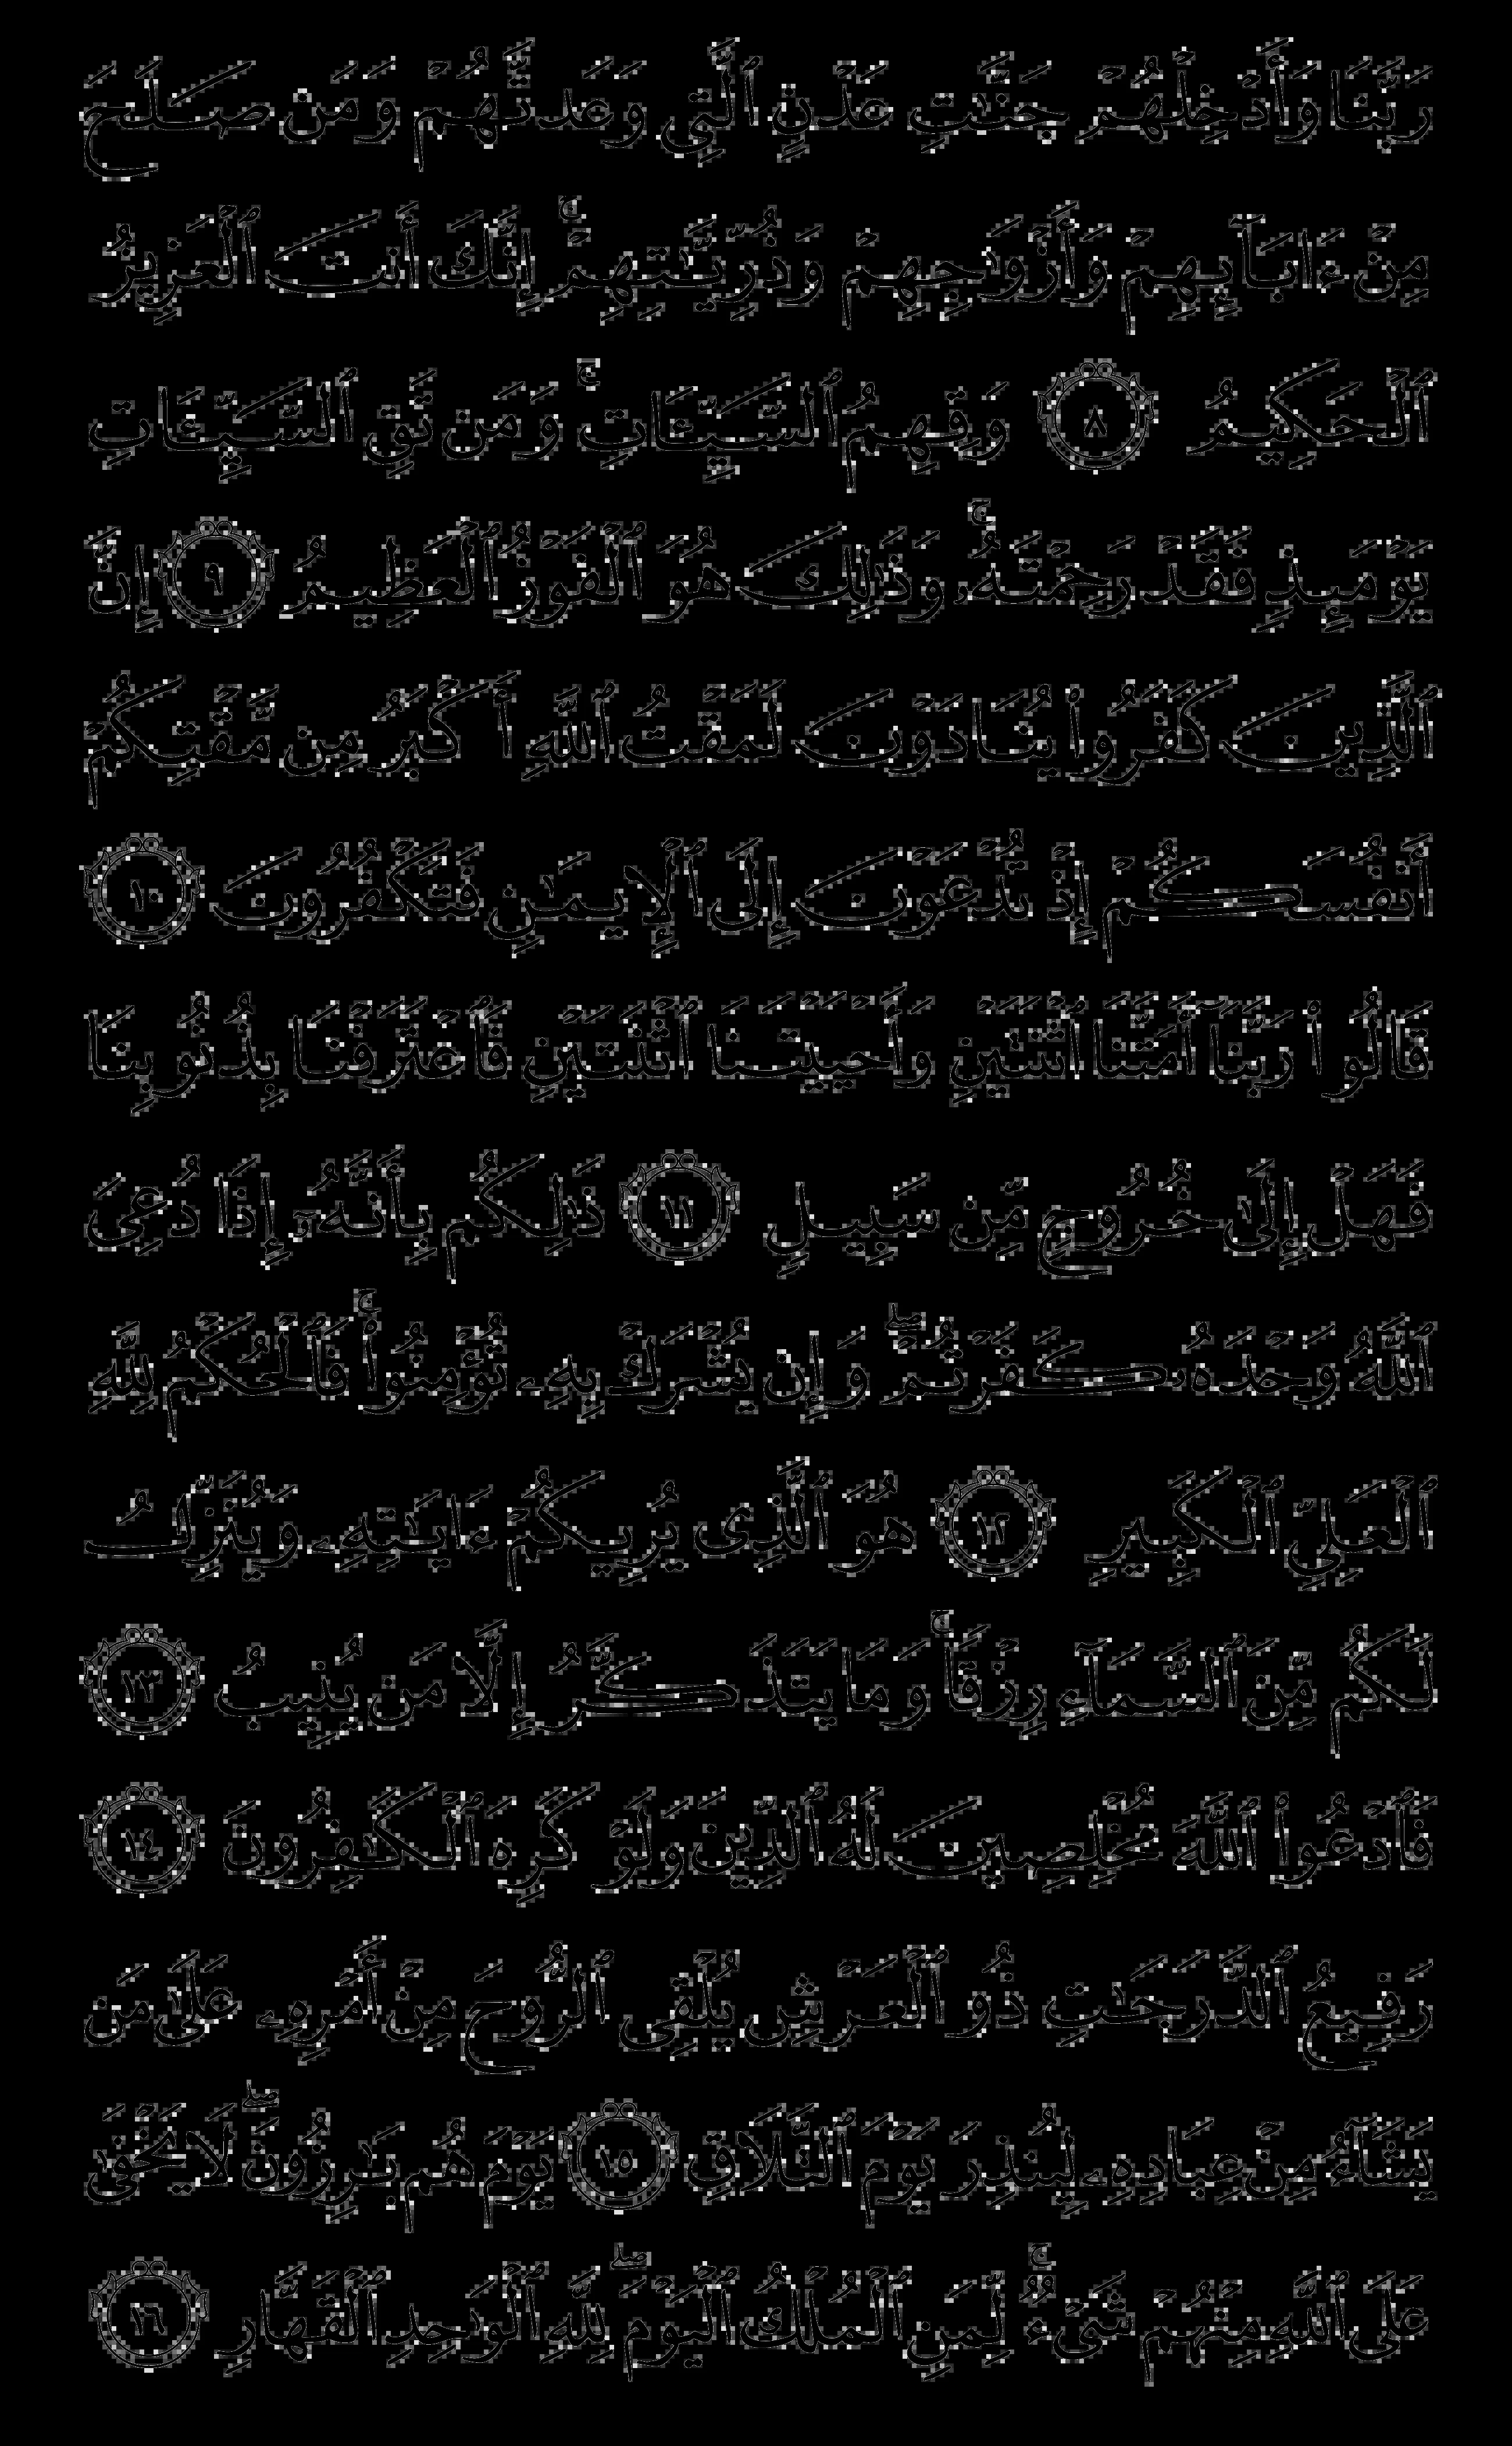 رَبَّنَا وَأَدْخِلْهُمْ جَنَّٰتِ عَدْنٍ ٱلَّتِي وَعَدتَّهُمْ وَمَن صَلَحَ
مِنْ ءَابَآئِهِمْ وَأَزْوَٰجِهِمْ وَذُرِّيَّٰتِهِمْ ۚ إِنَّكَ أَنتَ ٱلْعَزِيزُ
ٱلْحَكِيمُ ٨ وَقِهِمُ ٱلسَّيِّـَٔاتِ ۚ وَمَن تَقِ ٱلسَّيِّـَٔاتِ
يَوْمَئِذٍ فَقَدْ رَحِمْتَهُۥ ۚ وَذَٰلِكَ هُوَ ٱلْفَوْزُ ٱلْعَظِيمُ ٩ إِنَّ
ٱلَّذِينَ كَفَرُوا۟ يُنَادَوْنَ لَمَقْتُ ٱللَّهِ أَكْبَرُ مِن مَّقْتِكُمْ
أَنفُسَكُمْ إِذْ تُدْعَوْنَ إِلَى ٱلْإِيمَٰنِ فَتَكْفُرُونَ ١٠
قَالُوا۟ رَبَّنَآ أَمَتَّنَا ٱثْنَتَيْنِ وَأَحْيَيْتَنَا ٱثْنَتَيْنِ فَٱعْتَرَفْنَا بِذُنُوبِنَا
فَهَلْ إِلَىٰ خُرُوجٍ مِّن سَبِيلٍ ١١ ذَٰلِكُم بِأَنَّهُۥٓ إِذَا دُعِىَ
ٱللَّهُ وَحْدَهُۥ كَفَرْتُمْ ۖ وَإِن يُشْرَكْ بِهِۦ تُؤْمِنُوا۟ ۚ فَٱلْحُكْمُ لِلَّهِ
ٱلْعَلِىِّ ٱلْكَبِيرِ ١٢ هُوَ ٱلَّذِى يُرِيكُمْ ءَايَٰتِهِۦ وَيُنَزِّلُ
لَكُم مِّنَ ٱلسَّمَآءِ رِزْقًا ۚ وَمَا يَتَذَكَّرُ إِلَّا مَن يُنِيبُ ١٣
فَٱدْعُوا۟ ٱللَّهَ مُخْلِصِينَ لَهُ ٱلدِّينَ وَلَوْ كَرِهَ ٱلْكَٰفِرُونَ ١٤
رَفِيعُ ٱلدَّرَجَٰتِ ذُو ٱلْعَرْشِ يُلْقِى ٱلرُّوحَ مِنْ أَمْرِهِۦ عَلَىٰ مَن
يَشَآءُ مِنْ عِبَادِهِۦ لِيُنذِرَ يَوْمَ ٱلتَّلَاقِ ١٥ يَوْمَ هُم بَٰرِزُونَ ۖ لَا يَخْفَىٰ
عَلَى ٱللَّهِ مِنْهُمْ شَىْءٌ ۚ لِّمَنِ ٱلْمُلْكُ ٱلْيَوْمَ ۖ لِلَّهِ ٱلْوَٰحِدِ ٱلْقَهَّارِ ١٦